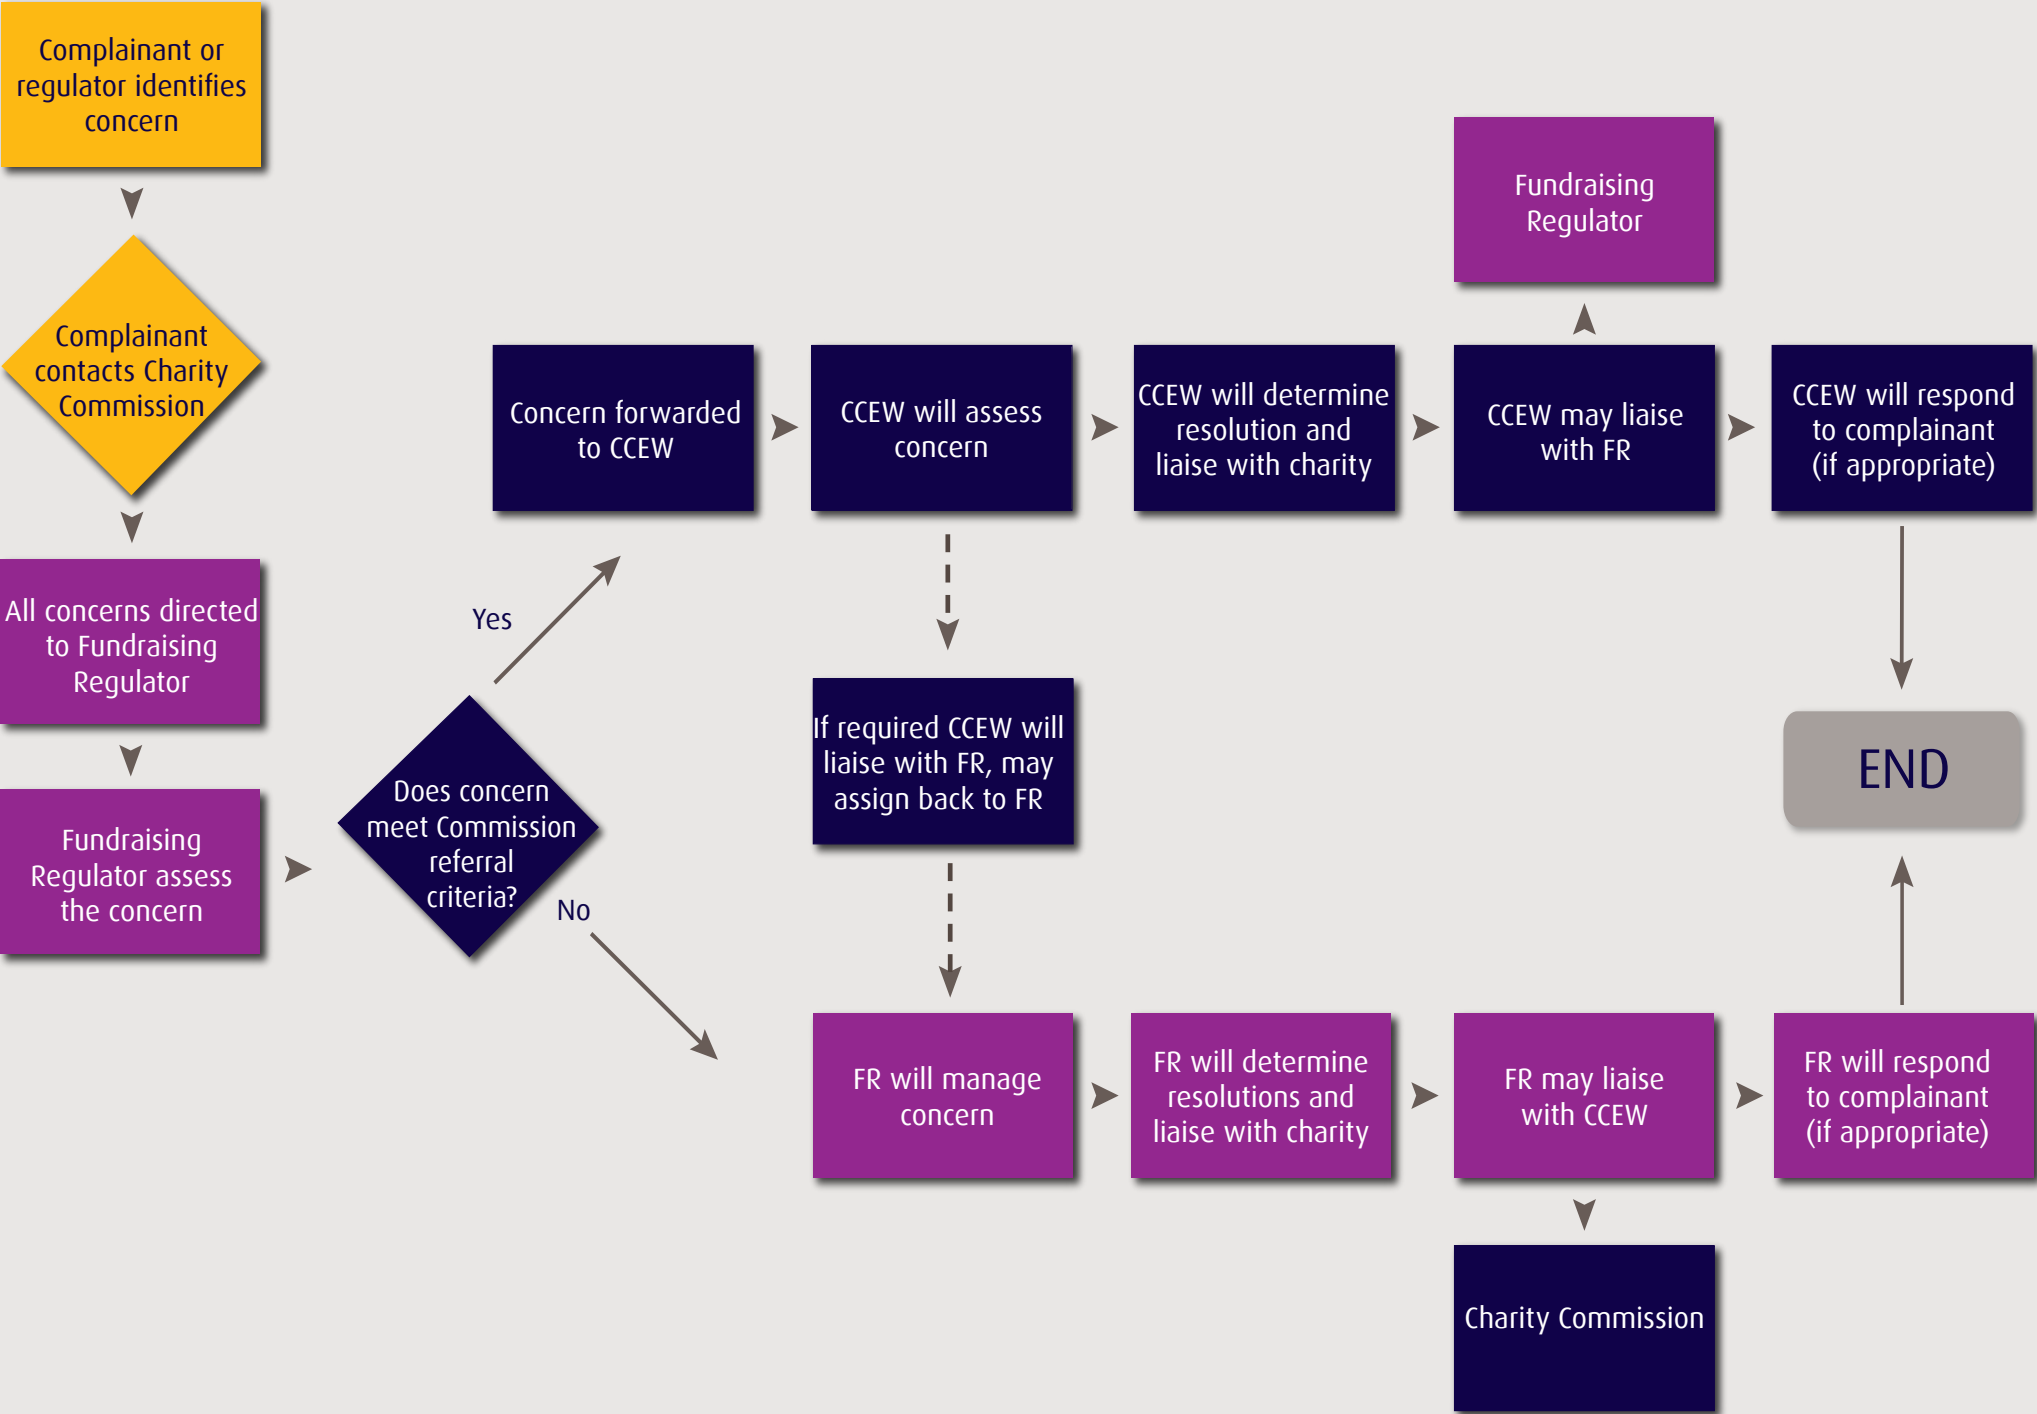 Complainant or
regulator identifies
concern
Complainant
contacts Charity
Commission
All concerns directed
to Fundraising
Regulator
Fundraising
Regulator assess
the concern
Does concern
meet Commission
referral
criteria?
Yes
No
Concern forwarded
to CCEW
CCEW will assess
concern
CCEW will determine
resolution and
liaise with charity
CCEW may liaise
with FR
Fundraising
Regulator
CCEW will respond
to complainant
(if appropriate)
If required CCEW will
liaise with FR, may
assign back to FR
END
FR will manage
concern
FR will determine
resolutions and
liaise with charity
FR may liaise
with CCEW
FR will respond
to complainant
(if appropriate)
Charity Commission